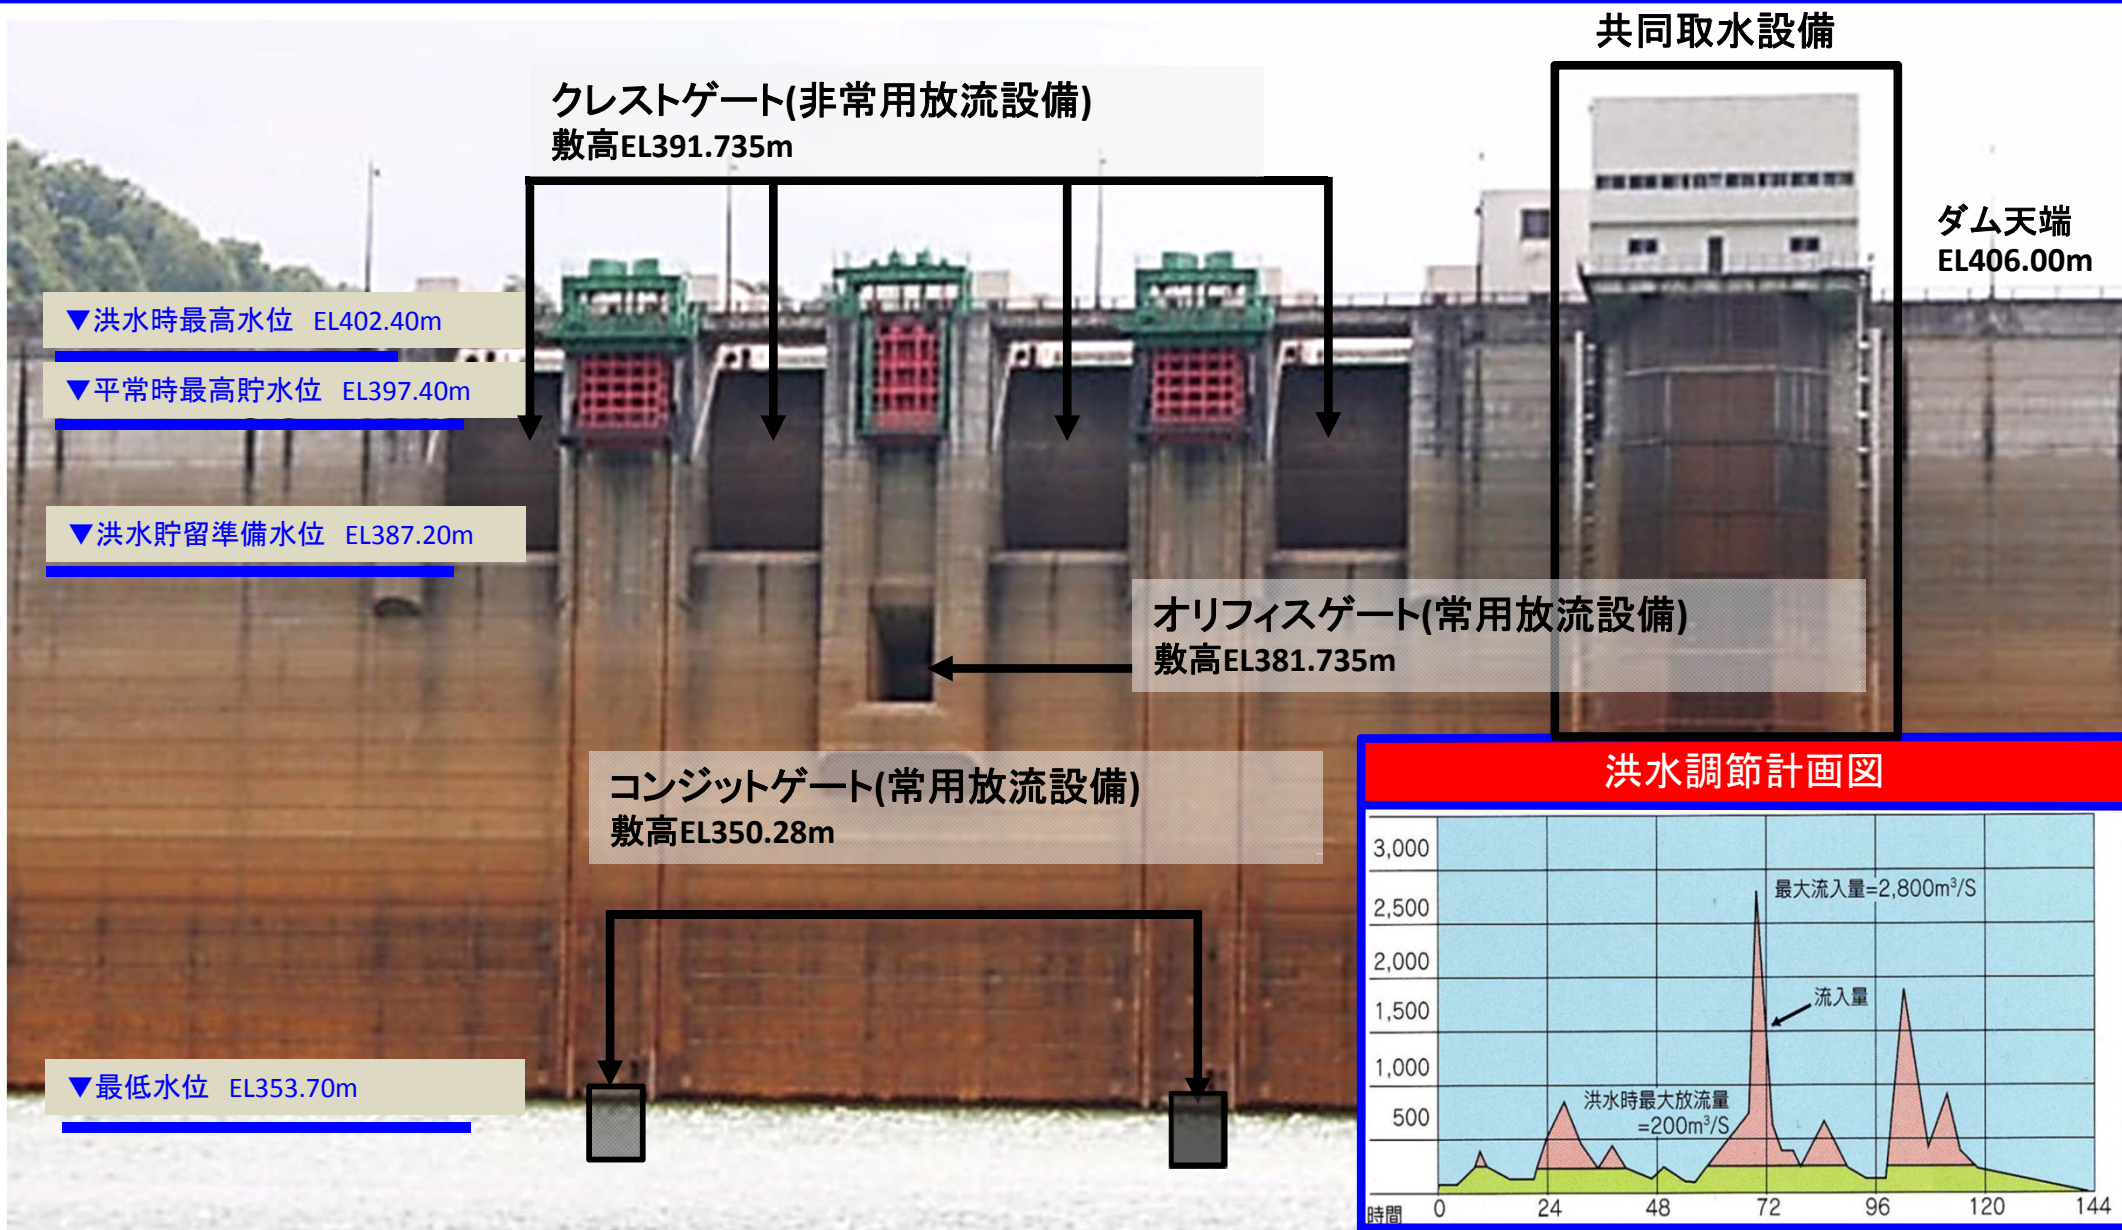 共同取水設備
クレストゲート(非常用放流設備)
敷高EL391.735m
ダム天端
EL406.00m
▼洪水時最高水位 EL402.40m
▼平常時最高貯水位 EL397.40m
▼洪水貯留準備水位 EL387.20m
オリフィスゲート(常用放流設備)
敷高EL381.735m
コンジットゲート(常用放流設備)
敷高EL350.28m
▼最低水位 EL353.70m
洪水調節計画図
3,000
2,500
2,000
1,500
1,000
500
最大流入量=2,800m³/S
流入量
洪水時最大放流量
=200m³/S
時間 0 24 48 72 96 120 144